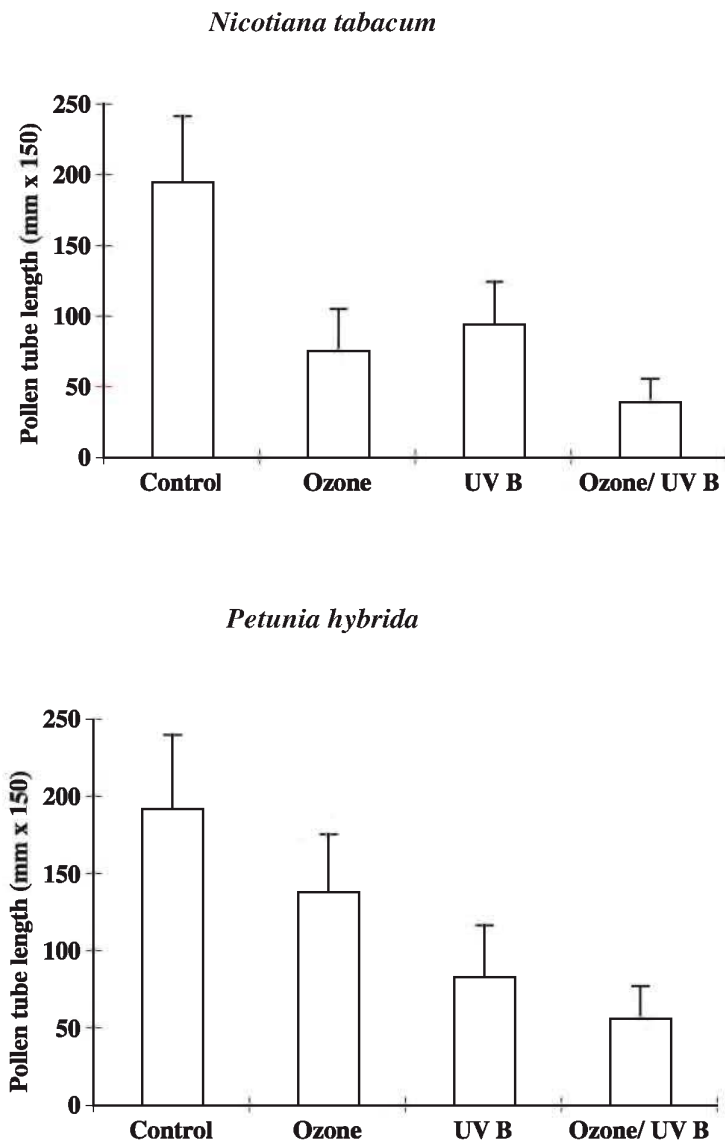 Nicotiana tabacum
Pollen tube length (mm x 150)
250
200
150
100
50
0
Control Ozone UV B Ozone/ UV B
Petunia hybrida
Pollen tube length (mm x 150)
250
200
150
100
50
0
Control Ozone UV B Ozone/ UV B